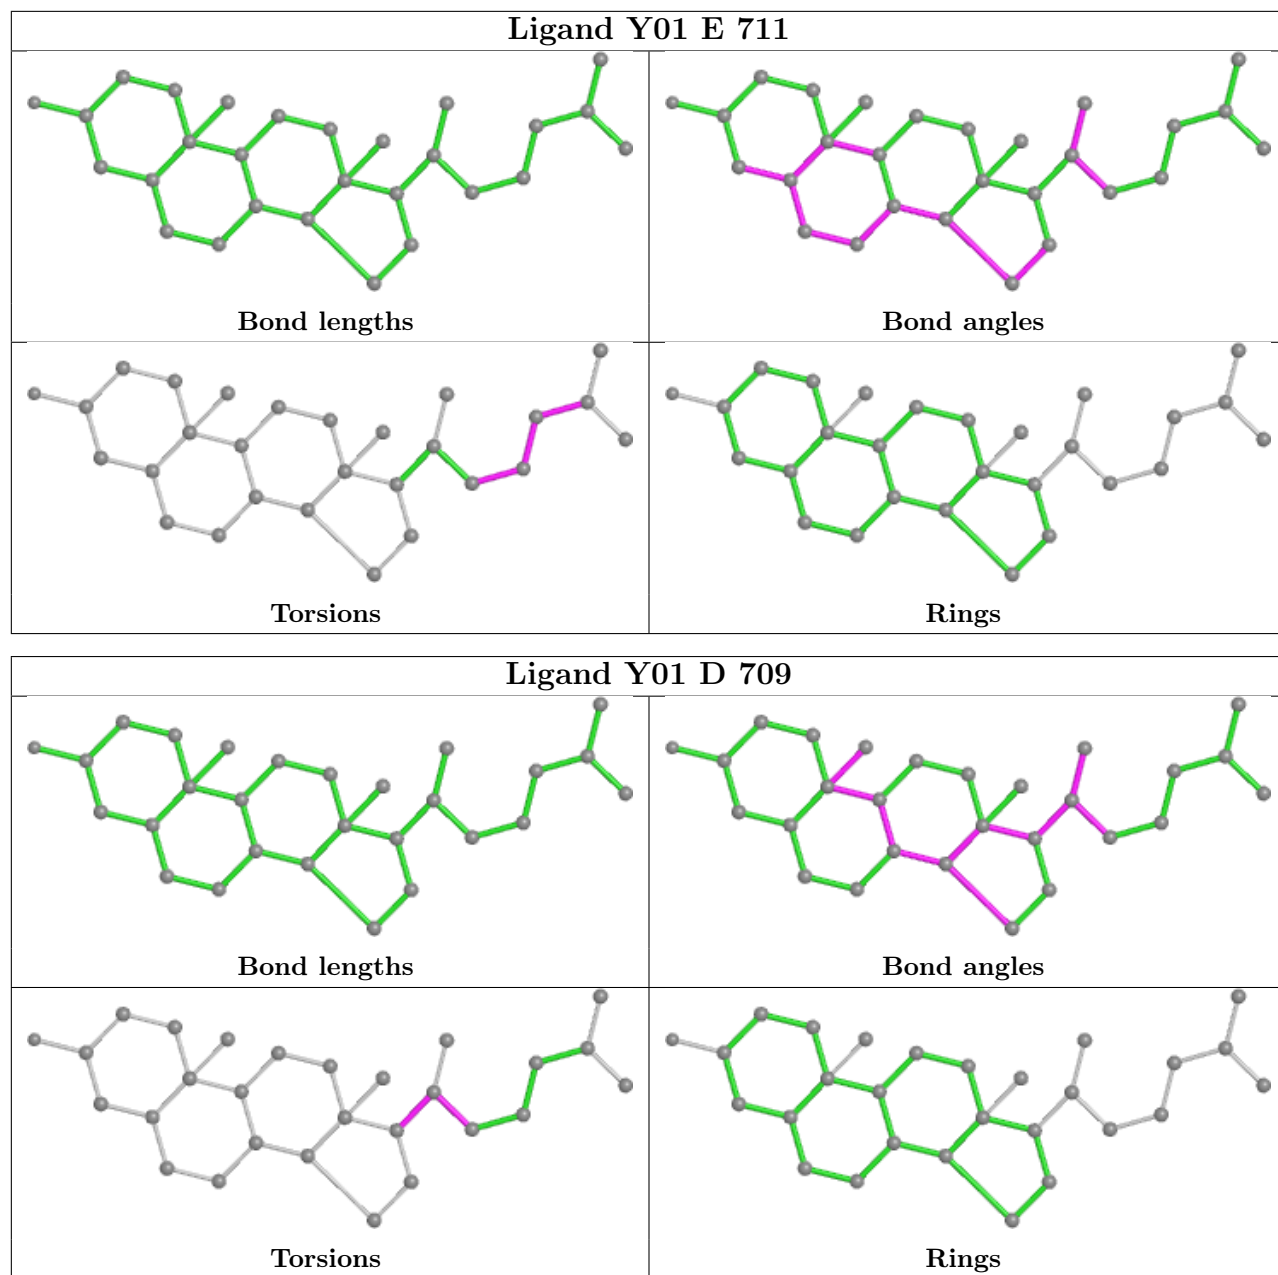 Ligand Y01 E 711
Bond lengths
Bond angles
Torsions
Rings
Ligand Y01 D 709
Bond lengths
Bond angles
Torsions
Rings